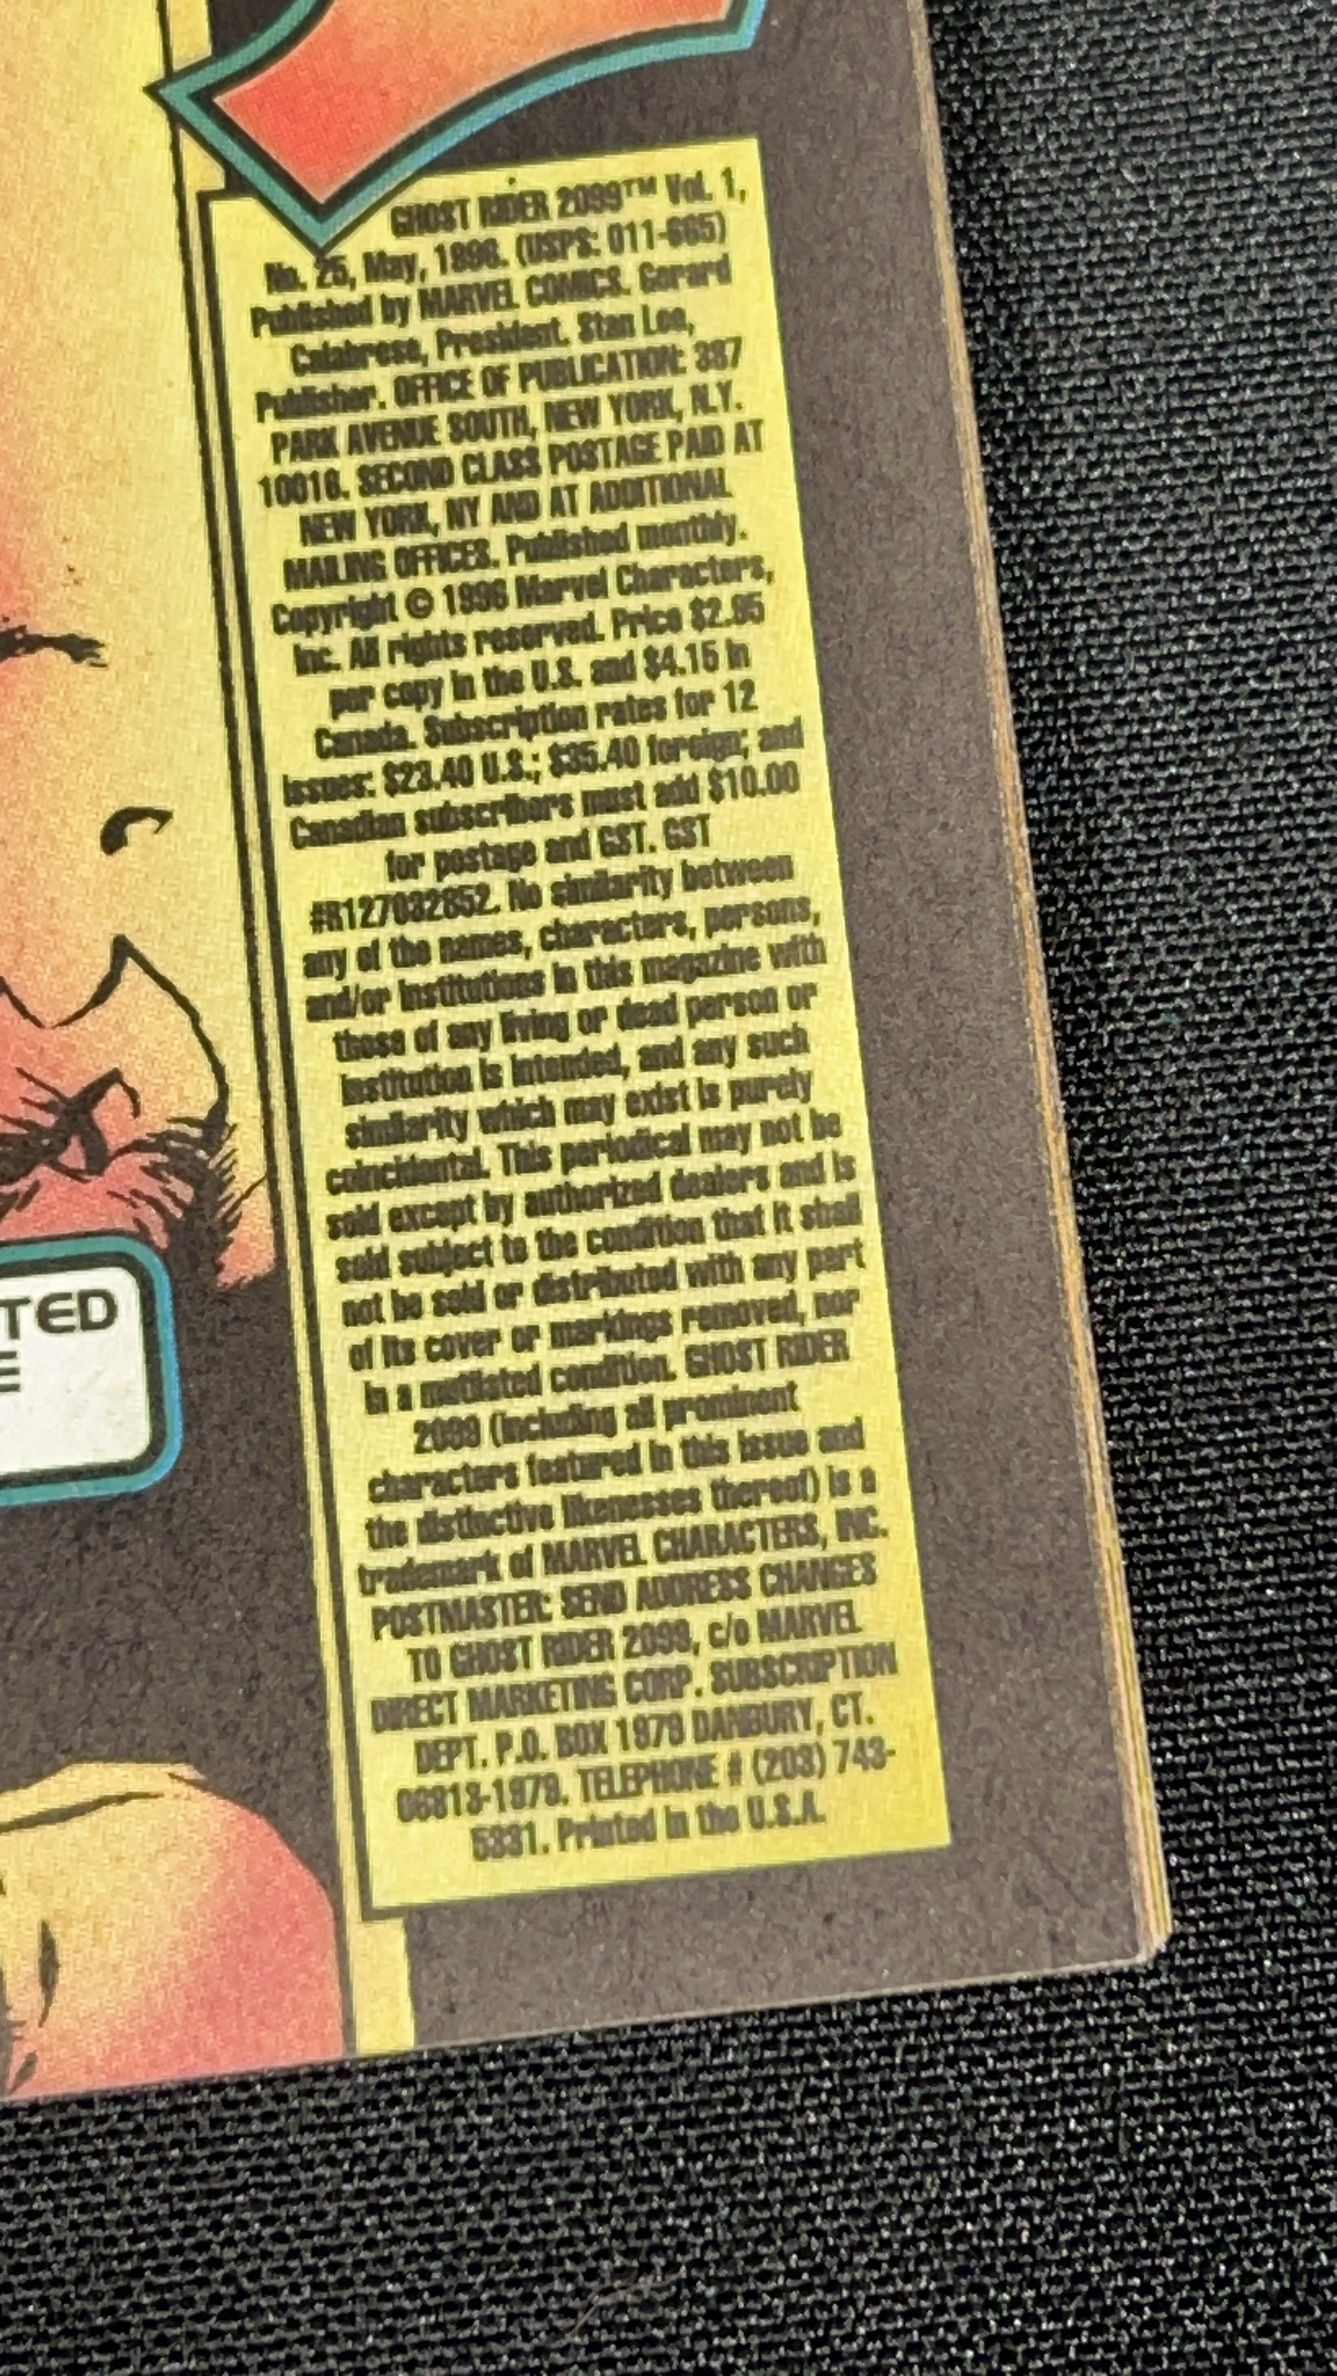 GHOST RIDER 2099™ Vol. 1,
No. 25, May, 1996. (USPS: 011-665)
Published by MARVEL COMICS. Gerard
Calabrese, President. Stan Lee,
Publisher. OFFICE OF PUBLICATION: 387
PARK AVENUE SOUTH, NEW YORK, N.Y.
10016. SECOND CLASS POSTAGE PAID AT
NEW YORK, NY AND AT ADDITIONAL
MAILING OFFICES. Published monthly.
Copyright © 1996 Marvel Characters,
Inc. All rights reserved. Price $2.95
per copy in the U.S. and $4.15 in
Canada. Subscription rates for 12
issues: $23.40 U.S.; $35.40 foreign; and
Canadian subscribers must add $10.00
for postage and GST. GST
#R127032852. No similarity between
any of the names, characters, persons,
and/or institutions in this magazine with
those of any living or dead person or
institution is intended, and any such
similarity which may exist is purely
coincidental. This periodical may not be
sold except by authorized dealers and is
sold subject to the condition that it shall
not be sold or distributed with any part
of its cover or markings removed, nor
in a mutilated condition. GHOST RIDER
2099 (including all prominent
characters featured in this issue and
the distinctive likenesses thereof) is a
trademark of MARVEL CHARACTERS, INC.
POSTMASTER: SEND ADDRESS CHANGES
TO GHOST RIDER 2099, c/o MARVEL
DIRECT MARKETING CORP. SUBSCRIPTION
DEPT. P.O. BOX 1979 DANBURY, CT.
06813-1979. TELEPHONE # (203) 743-
5331. Printed in the U.S.A.
TED
E